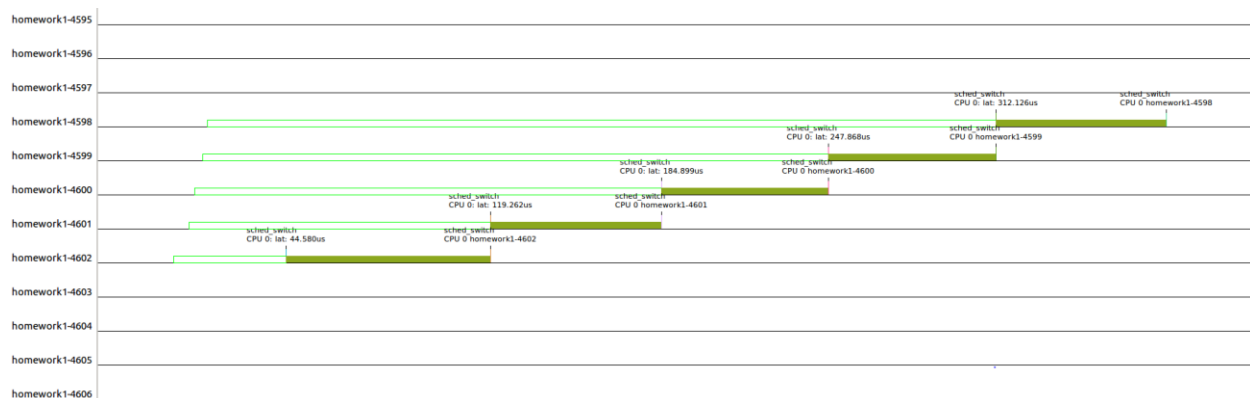 homework1-4595
homework1-4596
homework1-4597
sched_switch
CPU 0: lat: 312.126us
sched_switch
CPU 0 homework1-4598
homework1-4598
sched_switch
CPU 0: lat: 247.868us
sched_switch
CPU 0 homework1-4599
homework1-4599
sched_switch
CPU 0: lat: 184.899us
sched_switch
CPU 0 homework1-4600
homework1-4600
sched_switch
CPU 0: lat: 119.262us
sched_switch
CPU 0 homework1-4601
homework1-4601
sched_switch
CPU 0: lat: 44.580us
sched_switch
CPU 0 homework1-4602
homework1-4602
homework1-4603
homework1-4604
homework1-4605
homework1-4606